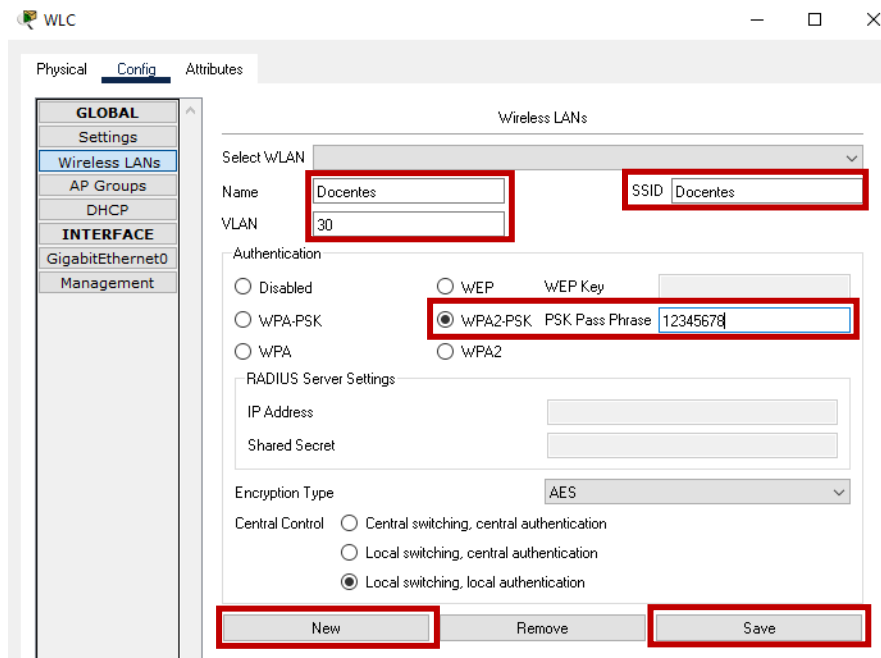 WLC
Physical Config Attributes
GLOBAL
Settings
Wireless LANs
AP Groups
DHCP
INTERFACE
GigabitEthernet0
Management
Wireless LANs
Select WLAN
Name Docentes SSID Docentes
VLAN 30
Authentication
Disabled WEP WEP Key
WPA-PSK WPA2-PSK PSK Pass Phrase 12345678
WPA WPA2
RADIUS Server Settings
IP Address
Shared Secret
Encryption Type AES
Central Control Central switching, central authentication
Local switching, central authentication
Local switching, local authentication
New Remove Save